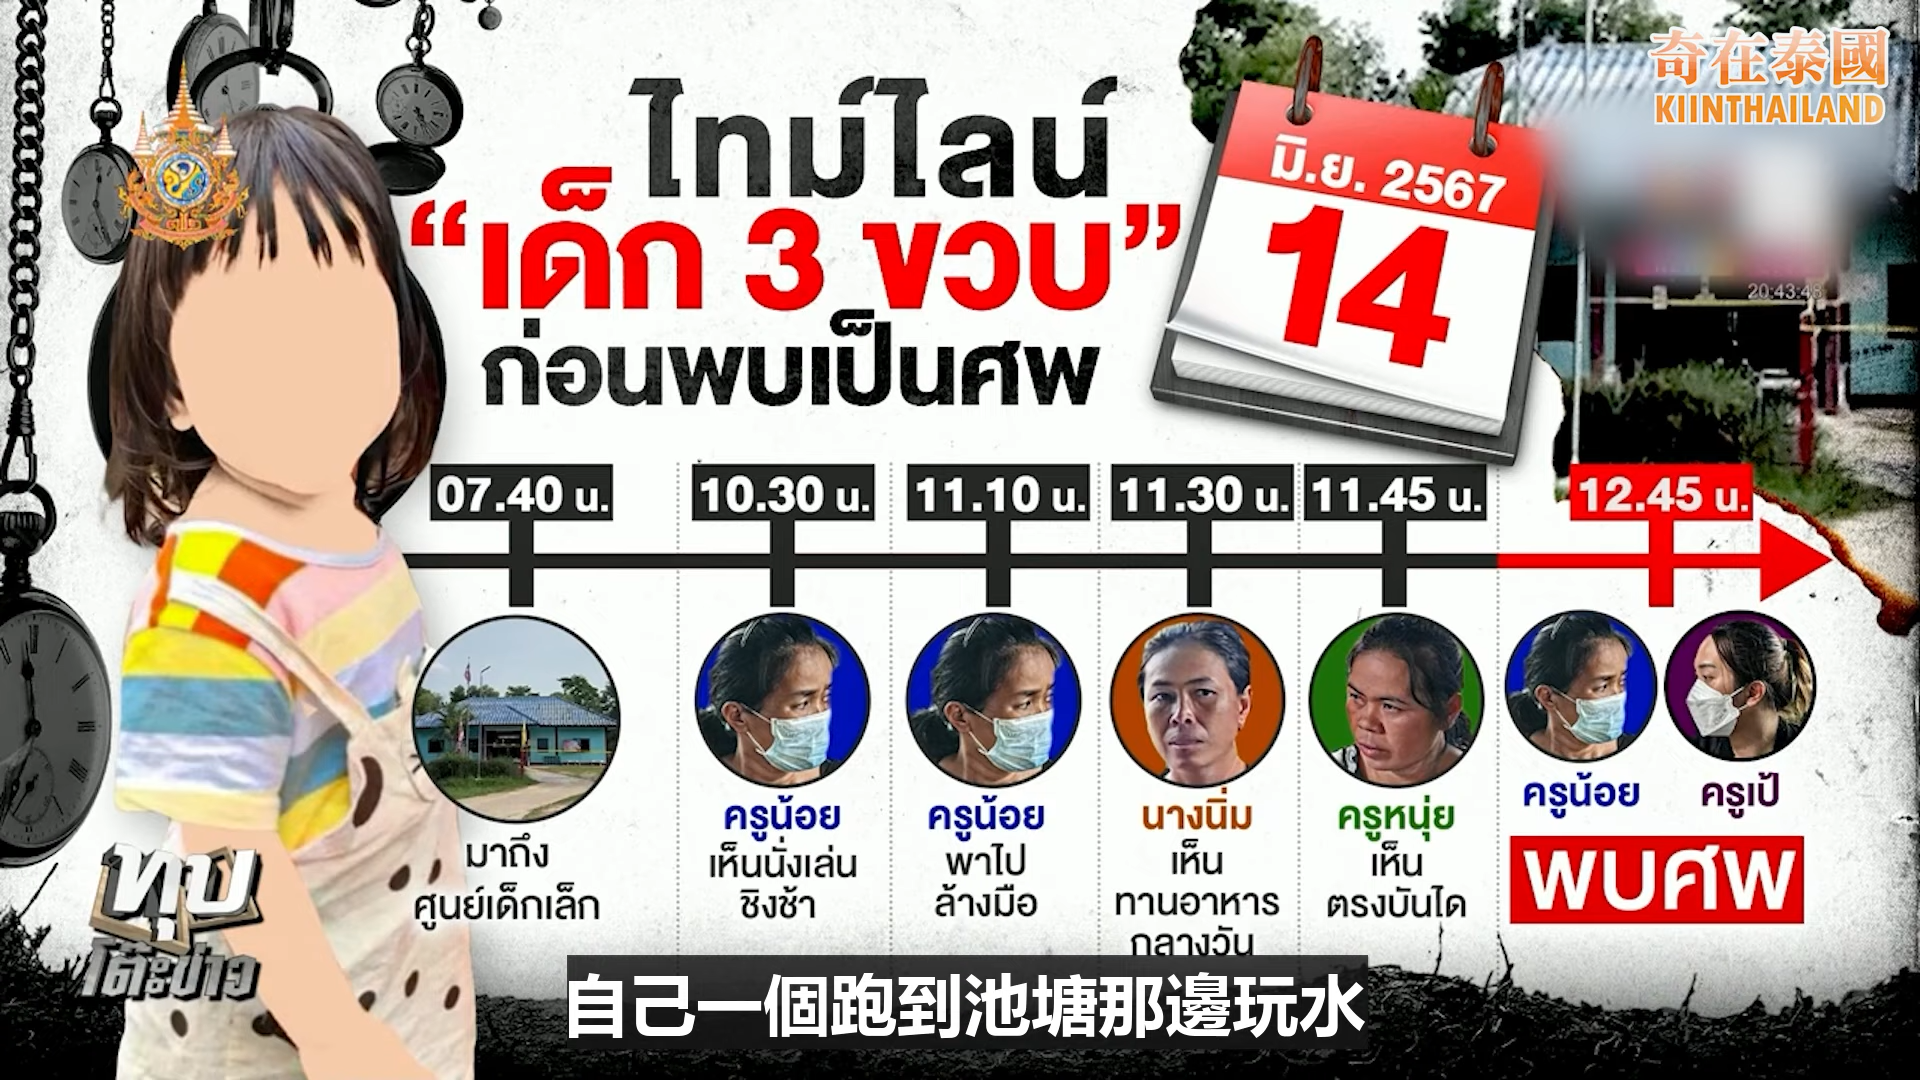 奇在泰國
KIINTHAILAND
ไทม์ไลน์
“เด็ก 3 ขวบ”
ก่อนพบเป็นศพ
มิ.ย. 2567
14
20:43:48
07.40 น.
10.30 น.
11.10 น.
11.30 น.
11.45 น.
12.45 น.
มาถึง
ศูนย์เด็กเล็ก
ครูน้อย
เห็นนั่งเล่น
ชิงช้า
ครูน้อย
พาไป
ล้างมือ
นางนิ่ม
เห็น
ทานอาหาร
กลางวัน
ครูหนุ่ย
เห็น
ตรงบันได
ครูน้อย
ครูเป้
พบศพ
ทุบ
โต๊ะข่าว
自己一個跑到池塘那邊玩水